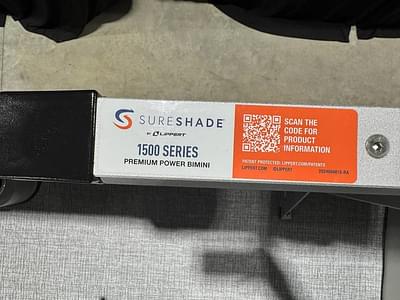 SURESHADE
BY LIPPERT
1500 SERIES
PREMIUM POWER BIMINI
SCAN THE
CODE FOR
PRODUCT
INFORMATION
PATENT PROTECTED: LIPPERT.COM/PATENTS
LIPPERT.COM ©LIPPERT